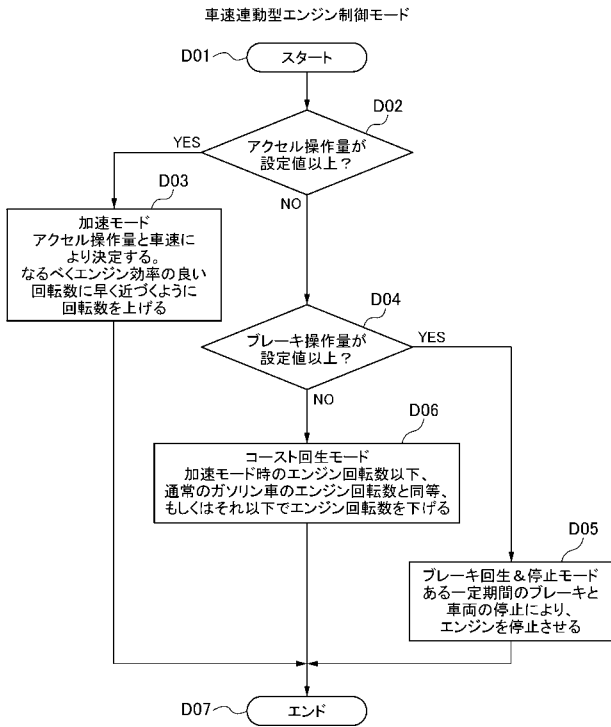 車速連動型エンジン制御モード
D01
スタート
D02
アクセル操作量が
設定値以上?
YES
NO
D03
加速モード
アクセル操作量と車速に
より決定する。
なるべくエンジン効率の良い
回転数に早く近づくように
回転数を上げる
D04
ブレーキ操作量が
設定値以上?
YES
NO
D06
コースト回生モード
加速モード時のエンジン回転数以下、
通常のガソリン車のエンジン回転数と同等、
もしくはそれ以下でエンジン回転数を下げる
D05
ブレーキ回生&停止モード
ある一定期間のブレーキと
車両の停止により、
エンジンを停止させる
D07
エンド